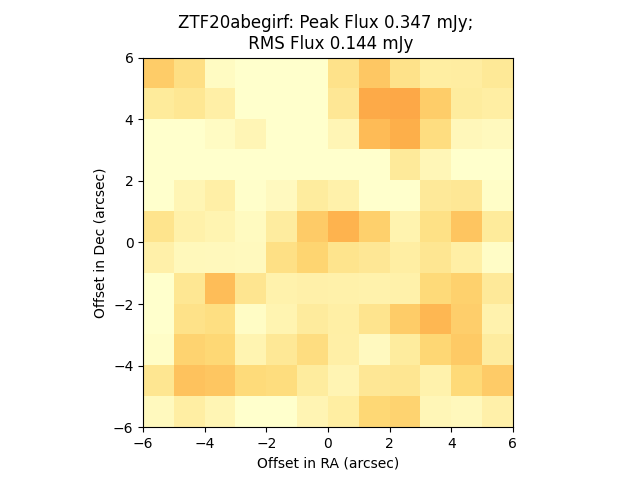 ZTF20abegirf: Peak Flux 0.347 mJy;
RMS Flux 0.144 mJy
6
4
2
0
−2
−4
−6
Offset in Dec (arcsec)
−6 −4 −2 0 2 4 6
Offset in RA (arcsec)